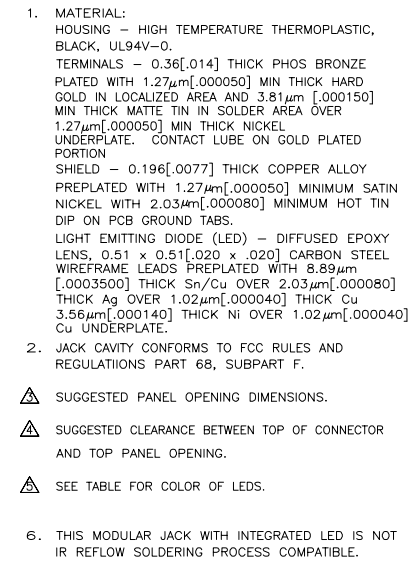 1. MATERIAL:
HOUSING - HIGH TEMPERATURE THERMOPLASTIC,
BLACK, UL94V-0.
TERMINALS - 0.36[.014] THICK PHOS BRONZE
PLATED WITH 1.27μm[.000050] MIN THICK HARD
GOLD IN LOCALIZED AREA AND 3.81μm [.000150]
MIN THICK MATTE TIN IN SOLDER AREA OVER
1.27μm[.000050] MIN THICK NICKEL
UNDERPLATE. CONTACT LUBE ON GOLD PLATED
PORTION
SHIELD - 0.196[.0077] THICK COPPER ALLOY
PREPLATED WITH 1.27μm[.000050] MINIMUM SATIN
NICKEL WITH 2.03μm[.000080] MINIMUM HOT TIN
DIP ON PCB GROUND TABS.
LIGHT EMITTING DIODE (LED) - DIFFUSED EPOXY
LENS, 0.51 x 0.51[.020 x .020] CARBON STEEL
WIREFRAME LEADS PREPLATED WITH 8.89μm
[.0003500] THICK Sn/Cu OVER 2.03μm[.000080]
THICK Ag OVER 1.02μm[.000040] THICK Cu
3.56μm[.000140] THICK Ni OVER 1.02μm[.000040]
Cu UNDERPLATE.
2. JACK CAVITY CONFORMS TO FCC RULES AND
REGULATIIONS PART 68, SUBPART F.
3 SUGGESTED PANEL OPENING DIMENSIONS.
4 SUGGESTED CLEARANCE BETWEEN TOP OF CONNECTOR
AND TOP PANEL OPENING.
5 SEE TABLE FOR COLOR OF LEDS.
6. THIS MODULAR JACK WITH INTEGRATED LED IS NOT
IR REFLOW SOLDERING PROCESS COMPATIBLE.